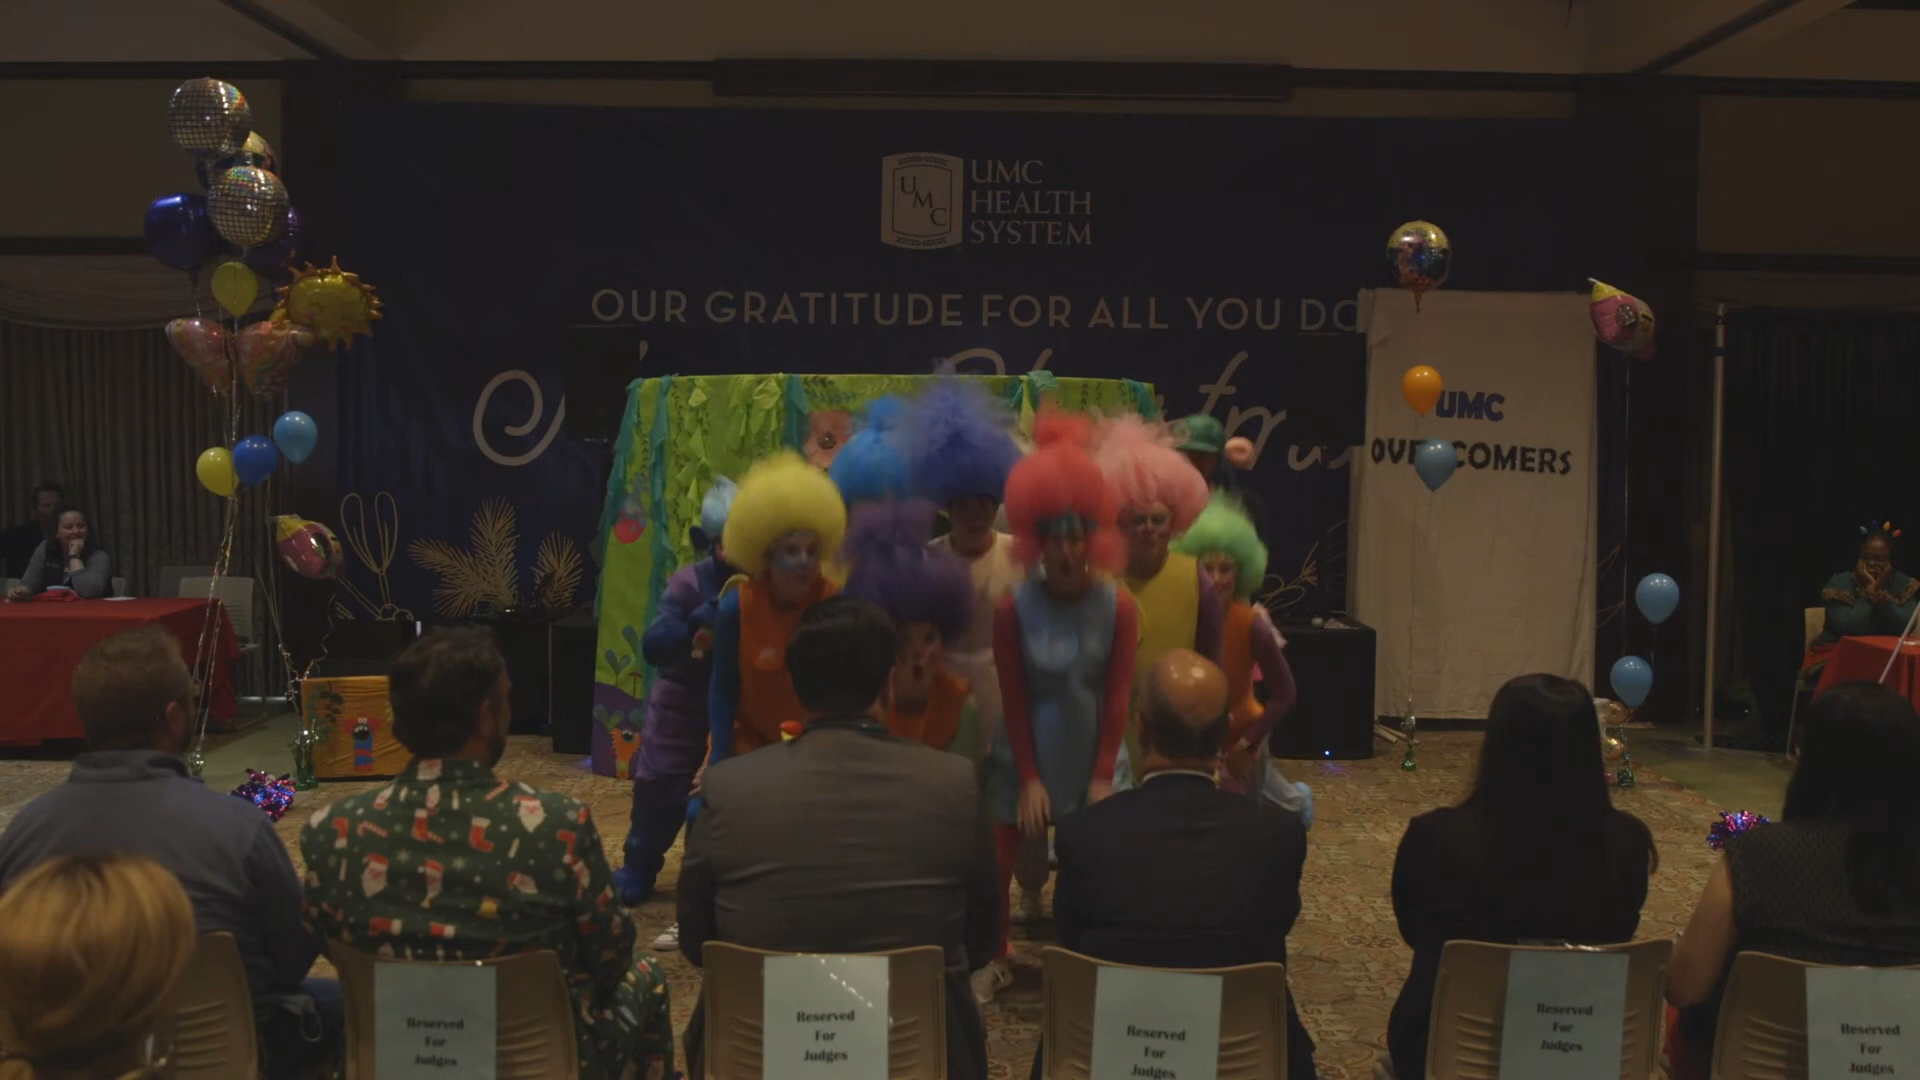 UMC
UMC
HEALTH
SYSTEM
OUR GRATITUDE FOR ALL YOU DO
UMC
COMERS
Reserved
For
Judges
Reserved
For
Judges
Reserved
For
Judges
Reserved
For
Judges
Reserved
For
Judges